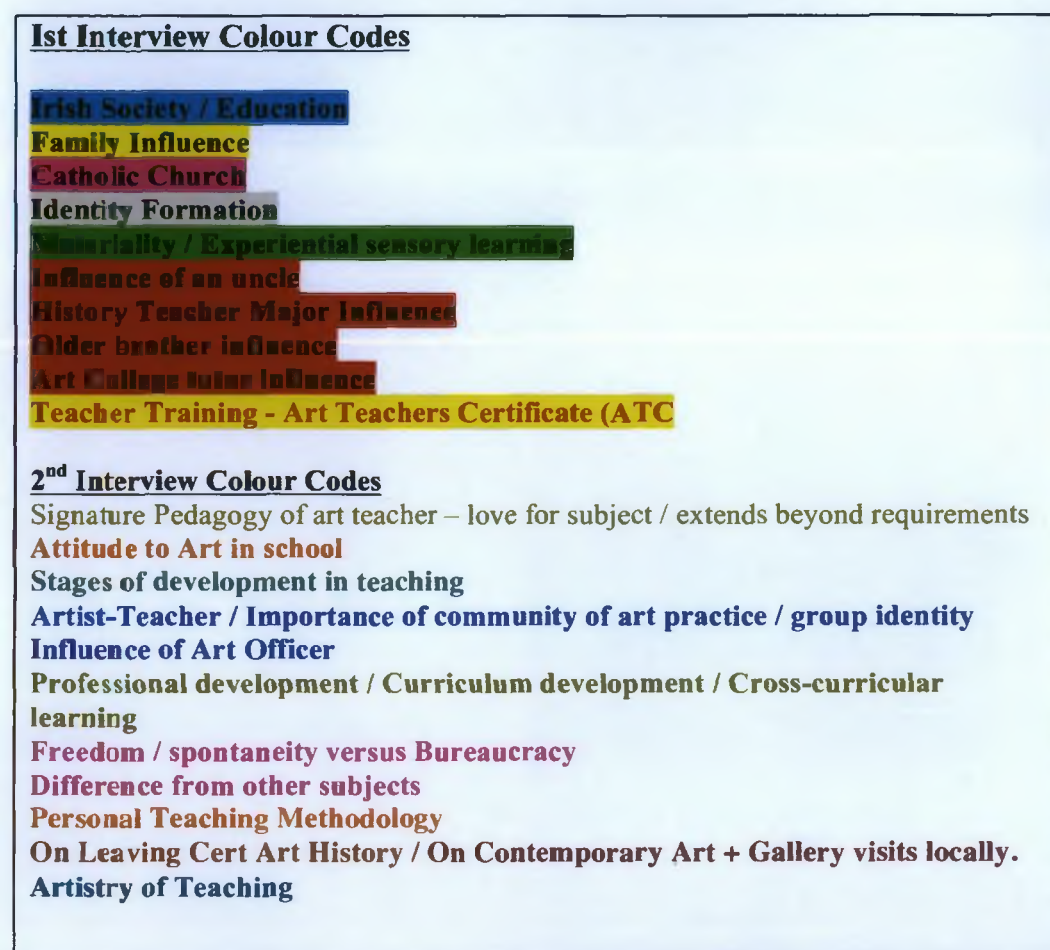 Ist Interview Colour Codes
Irish Society / Education
Family Influence
Catholic Church
Identity Formation
Materiality / Experiential sensory learning
Influence of an uncle
History Teacher Major Influence
Older brother influence
Art College tutor Influence
Teacher Training - Art Teachers Certificate (ATC
2nd Interview Colour Codes
Signature Pedagogy of art teacher – love for subject / extends beyond requirements
Attitude to Art in school
Stages of development in teaching
Artist-Teacher / Importance of community of art practice / group identity
Influence of Art Officer
Professional development / Curriculum development / Cross-curricular
learning
Freedom / spontaneity versus Bureaucracy
Difference from other subjects
Personal Teaching Methodology
On Leaving Cert Art History / On Contemporary Art + Gallery visits locally.
Artistry of Teaching